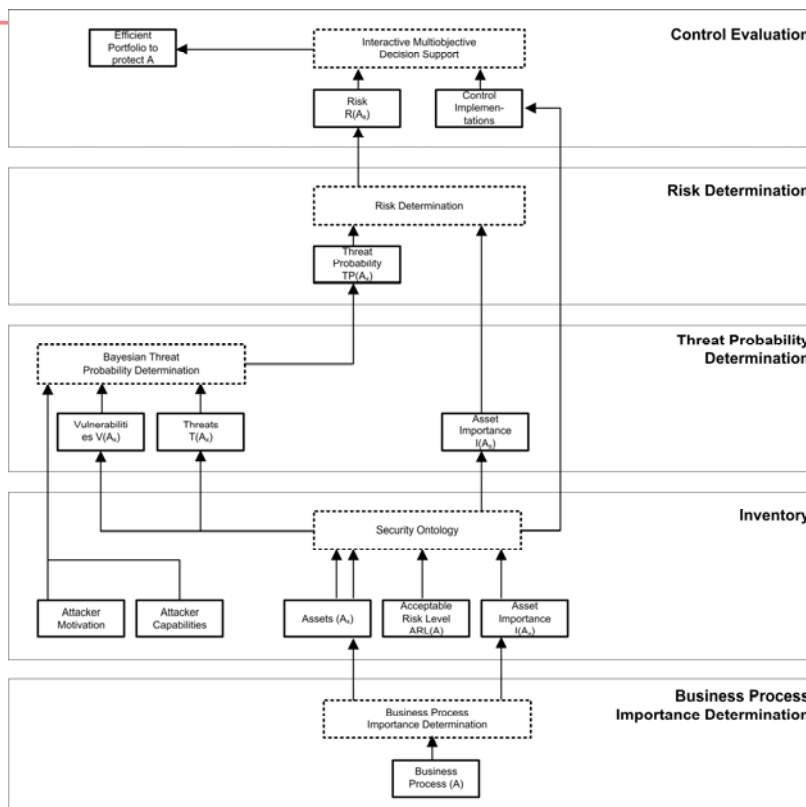 Efficient
Portfolio to
protect A
Interactive Multiobjective
Decision Support
Control Evaluation
Risk
R(Aₓ)
Control
Implemen-
tations
Risk Determination
Risk Determination
Threat
Probability
TP(Aₓ)
Threat Probability
Determination
Bayesian Threat
Probability Determination
Vulnerabiliti
es V(Aₓ)
Threats
T(Aₓ)
Asset
Importance
I(Aₓ)
Inventory
Security Ontology
Attacker
Motivation
Attacker
Capabilities
Assets (Aₓ)
Acceptable
Risk Level
ARL(A)
Asset
Importance
I(Aₓ)
Business Process
Importance Determination
Business Process
Importance Determination
Business
Process (A)